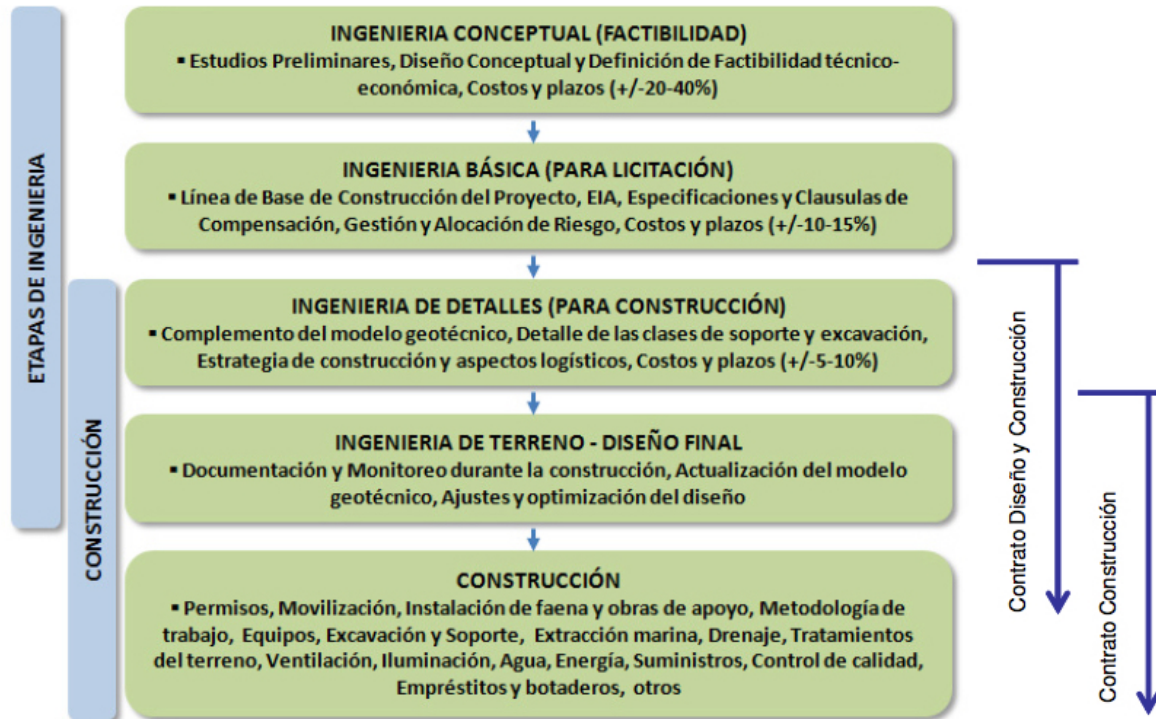 INGENIERIA CONCEPTUAL (FACTIBILIDAD)
▪ Estudios Preliminares, Diseño Conceptual y Definición de Factibilidad técnico-
económica, Costos y plazos (+/-20-40%)
INGENIERIA BÁSICA (PARA LICITACIÓN)
▪ Línea de Base de Construcción del Proyecto, EIA, Especificaciones y Clausulas de
Compensación, Gestión y Alocación de Riesgo, Costos y plazos (+/-10-15%)
INGENIERIA DE DETALLES (PARA CONSTRUCCIÓN)
▪ Complemento del modelo geotécnico, Detalle de las clases de soporte y excavación,
Estrategia de construcción y aspectos logísticos, Costos y plazos (+/-5-10%)
INGENIERIA DE TERRENO - DISEÑO FINAL
▪ Documentación y Monitoreo durante la construcción, Actualización del modelo
geotécnico, Ajustes y optimización del diseño
CONSTRUCCIÓN
▪ Permisos, Movilización, Instalación de faena y obras de apoyo, Metodología de
trabajo, Equipos, Excavación y Soporte, Extracción marina, Drenaje, Tratamientos
del terreno, Ventilación, Iluminación, Agua, Energía, Suministros, Control de calidad,
Empréstitos y botaderos, otros
ETAPAS DE INGENIERIA
CONSTRUCCIÓN
Contrato Diseño y Construcción
Contrato Construcción